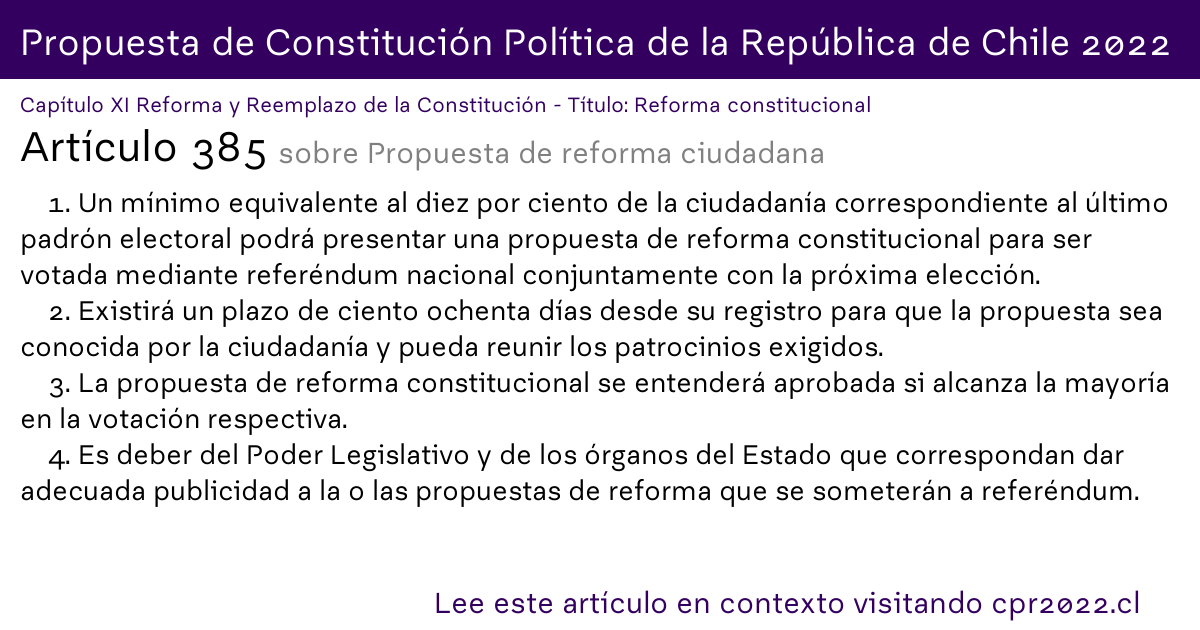 Propuesta de Constitución Política de la República de Chile 2022
Capítulo XI Reforma y Reemplazo de la Constitución - Título: Reforma constitucional
Artículo 385 sobre Propuesta de reforma ciudadana
1. Un mínimo equivalente al diez por ciento de la ciudadanía correspondiente al último
padrón electoral podrá presentar una propuesta de reforma constitucional para ser
votada mediante referéndum nacional conjuntamente con la próxima elección.
2. Existirá un plazo de ciento ochenta días desde su registro para que la propuesta sea
conocida por la ciudadanía y pueda reunir los patrocinios exigidos.
3. La propuesta de reforma constitucional se entenderá aprobada si alcanza la mayoría
en la votación respectiva.
4. Es deber del Poder Legislativo y de los órganos del Estado que correspondan dar
adecuada publicidad a la o las propuestas de reforma que se someterán a referéndum.
Lee este artículo en contexto visitando cpr2022.cl